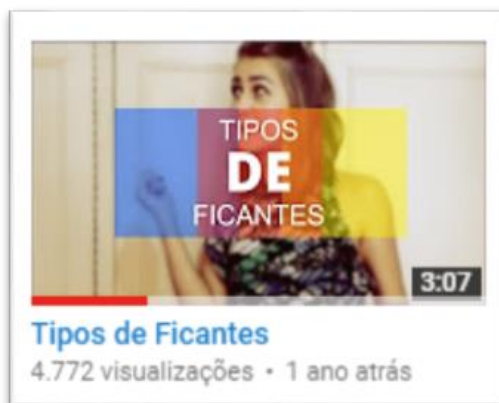 TIPOS
DE
FICANTES
3:07
Tipos de Ficantes
4.772 visualizações • 1 ano atrás